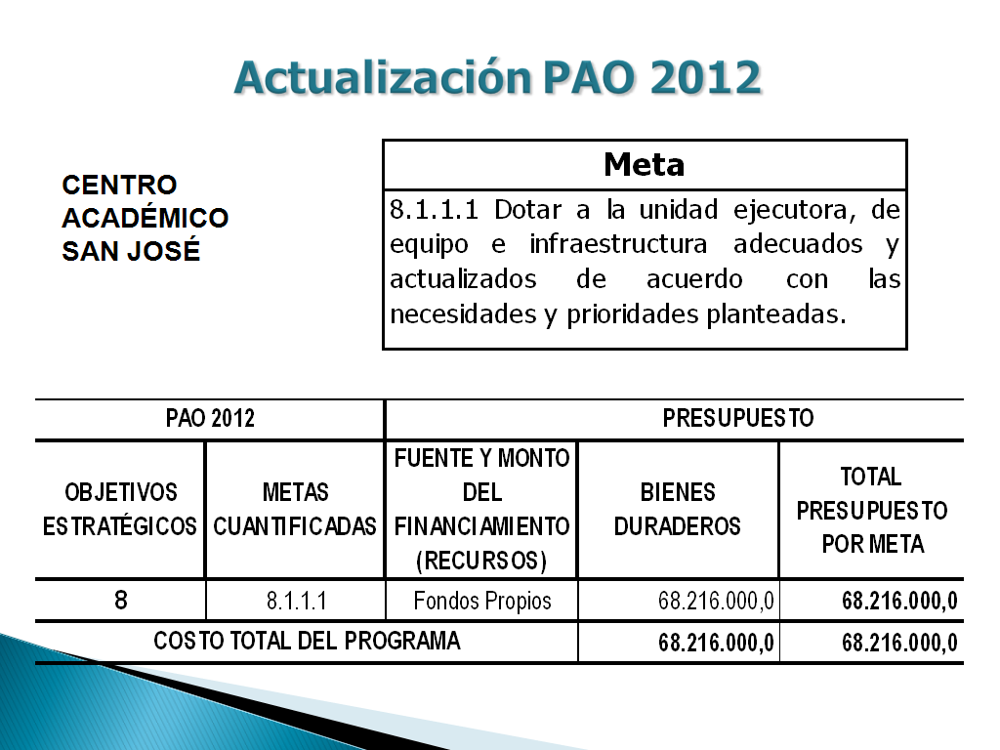 Actualización PAO 2012
CENTRO
ACADÉMICO
SAN JOSÉ
Meta
8.1.1.1 Dotar a la unidad ejecutora, de
equipo e infraestructura adecuados y
actualizados de acuerdo con las
necesidades y prioridades planteadas.
PAO 2012 PRESUPUESTO
OBJETIVOS
ESTRATÉGICOS
METAS
CUANTIFICADAS
FUENTE Y MONTO
DEL
FINANCIAMIENTO
(RECURSOS)
BIENES
DURADEROS
TOTAL
PRESUPUESTO
POR META
8 8.1.1.1 Fondos Propios 68.216.000,0 68.216.000,0
COSTO TOTAL DEL PROGRAMA 68.216.000,0 68.216.000,0